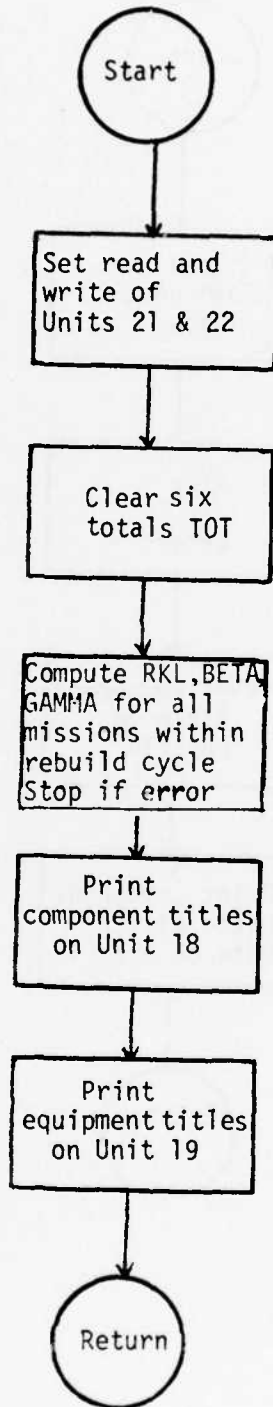 Start
Set read and
write of
Units 21 & 22
Clear six
totals TOT
Compute RKL,BETA,
GAMMA for all
missions within
rebuild cycle
Stop if error
Print
component titles
on Unit 18
Print
equipment titles
on Unit 19
Return